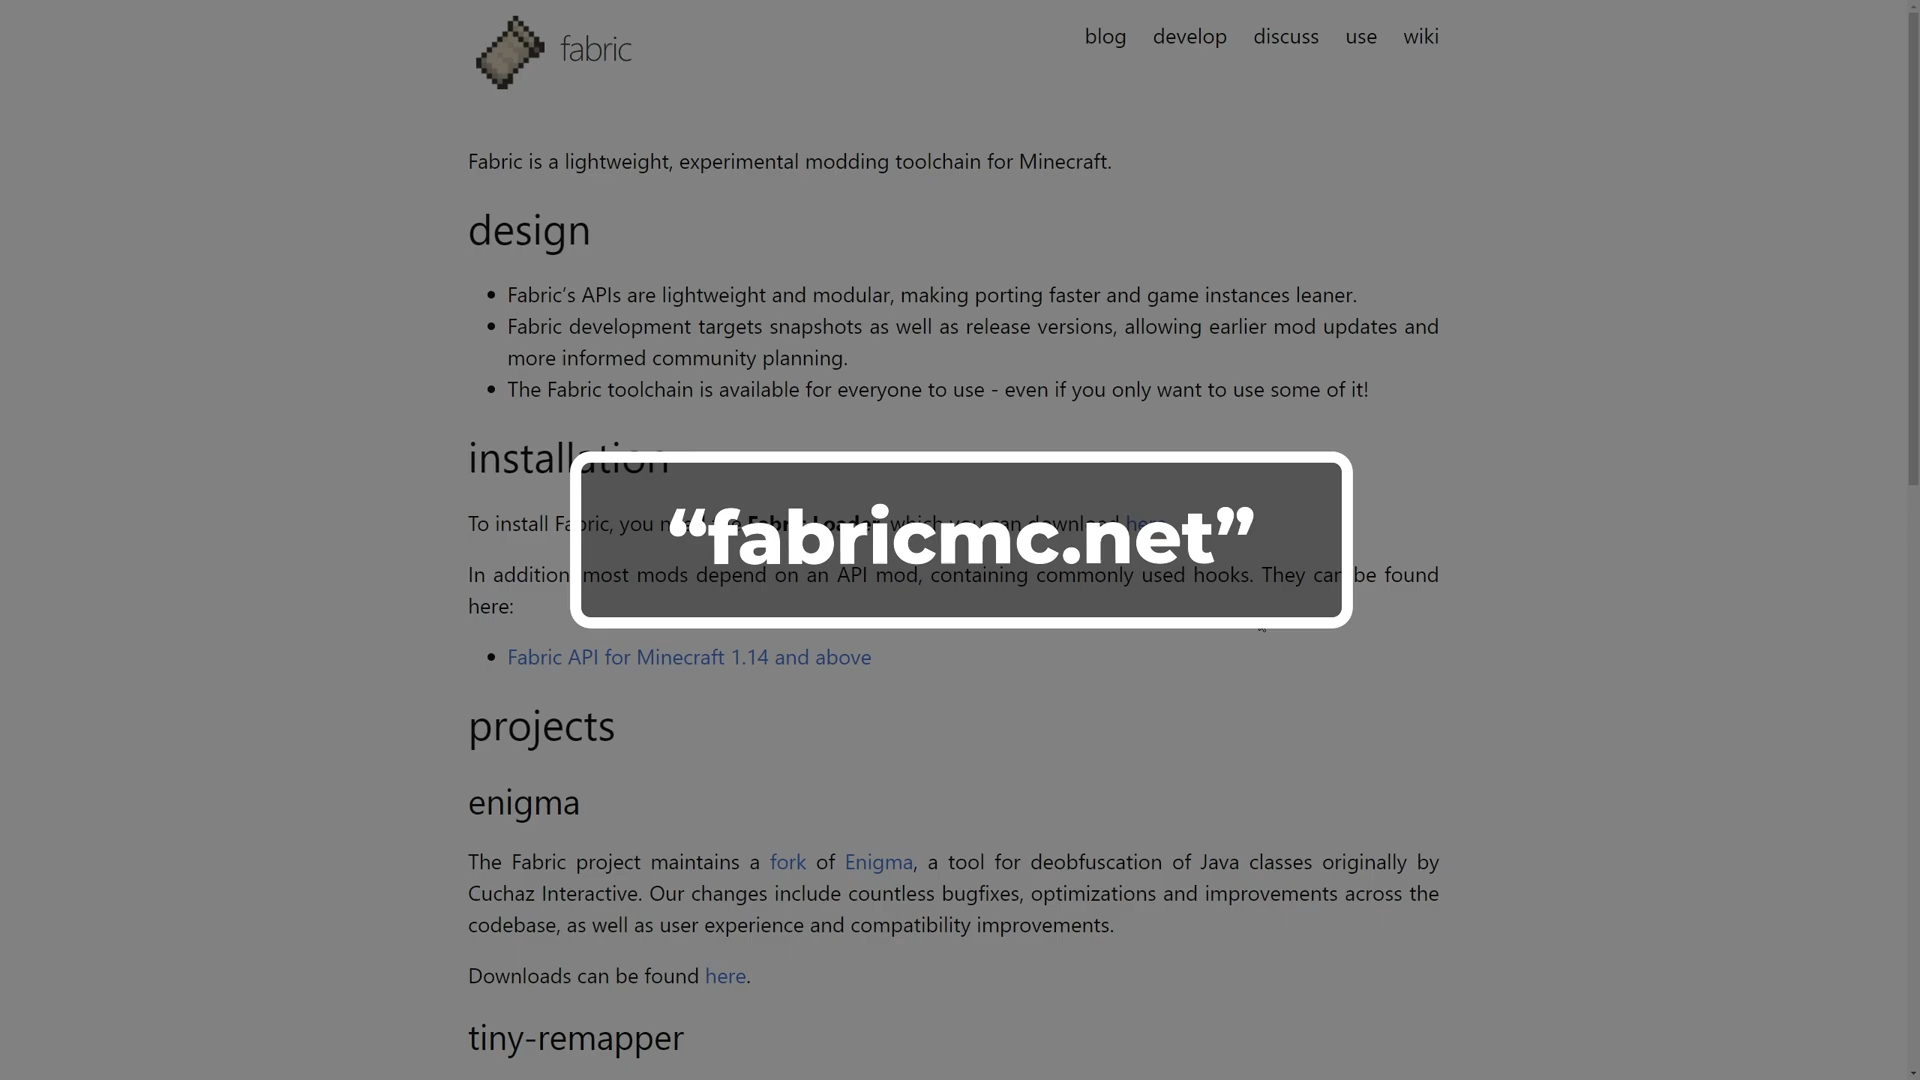 fabric
blog develop discuss use wiki
Fabric is a lightweight, experimental modding toolchain for Minecraft.
design
Fabric’s APIs are lightweight and modular, making porting faster and game instances leaner.
Fabric development targets snapshots as well as release versions, allowing earlier mod updates and
more informed community planning.
The Fabric toolchain is available for everyone to use - even if you only want to use some of it!
installation
To install Fabric, you need the Fabric Loader, which you can download here.
“fabricmc.net”
In addition, most mods depend on an API mod, containing commonly used hooks. They can be found
here:
Fabric API for Minecraft 1.14 and above
projects
enigma
The Fabric project maintains a fork of Enigma, a tool for deobfuscation of Java classes originally by
Cuchaz Interactive. Our changes include countless bugfixes, optimizations and improvements across the
codebase, as well as user experience and compatibility improvements.
Downloads can be found here.
tiny-remapper